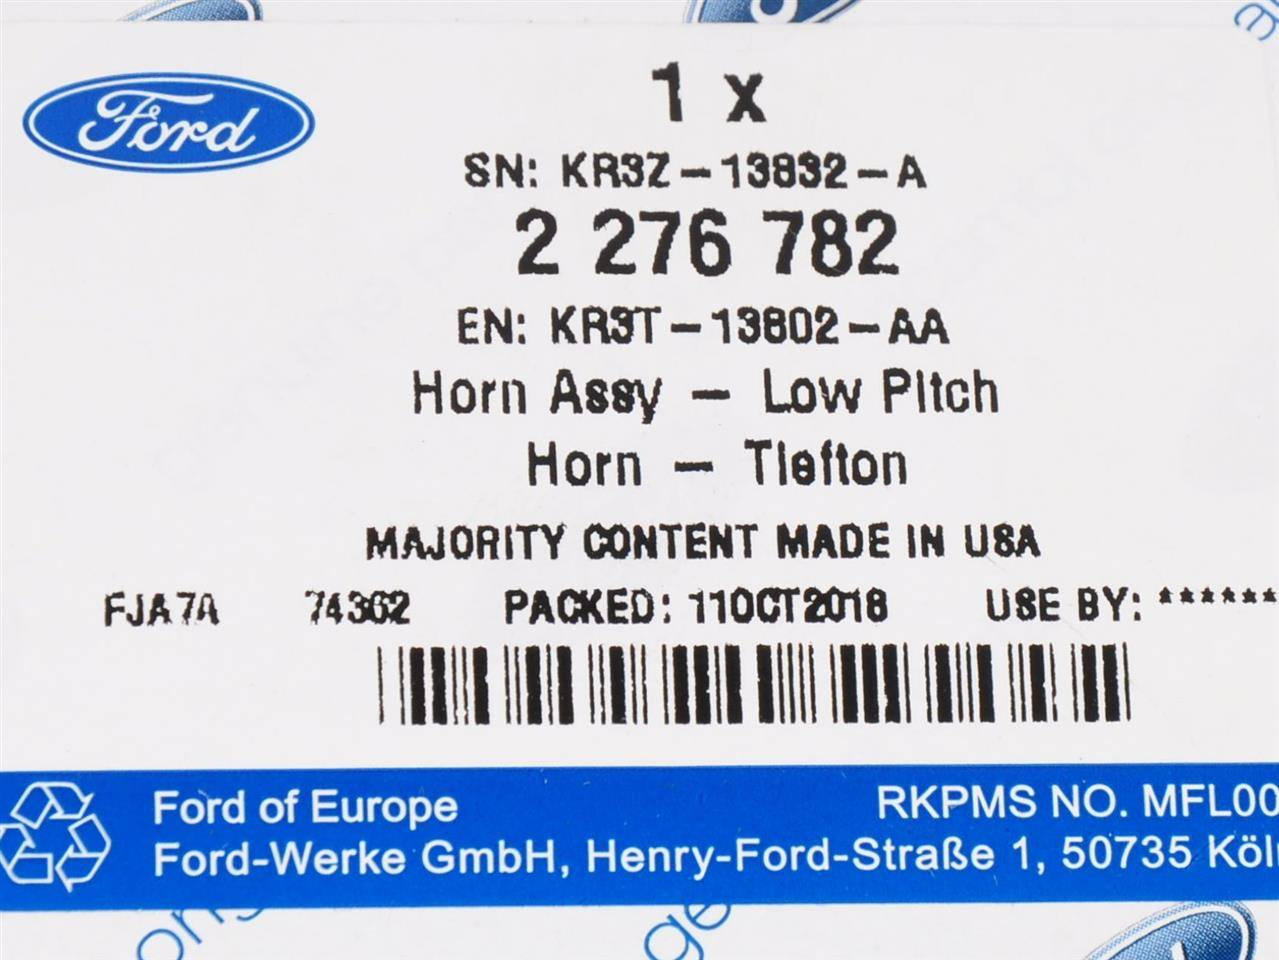 Ford
1 x
SN: KR3Z-13832-A
2 276 782
EN: KR3T-13802-AA
Horn Assy - Low Pitch
Horn - Tiefton
MAJORITY CONTENT MADE IN USA
FJA7A 74362 PACKED: 11OCT2018 USE BY: ******
Ford of Europe RKPMS NO. MFL00
Ford-Werke GmbH, Henry-Ford-Straße 1, 50735 Köln